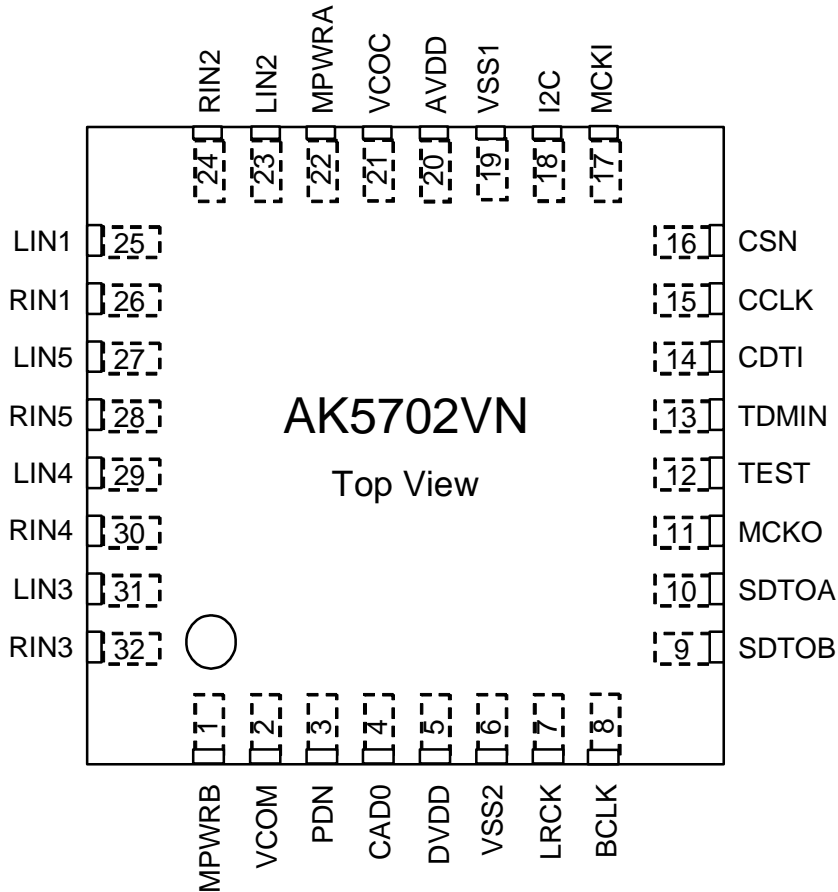 RIN2
LIN2
MPWRA
VCOC
AVDD
VSS1
I2C
MCKI
24
23
22
21
20
19
18
17
LIN1 25
RIN1 26
LIN5 27
RIN5 28
LIN4 29
RIN4 30
LIN3 31
RIN3 32
AK5702VN
Top View
16 CSN
15 CCLK
14 CDTI
13 TDMIN
12 TEST
11 MCKO
10 SDTOA
9 SDTOB
1
2
3
4
5
6
7
8
MPWRB
VCOM
PDN
CAD0
DVDD
VSS2
LRCK
BCLK